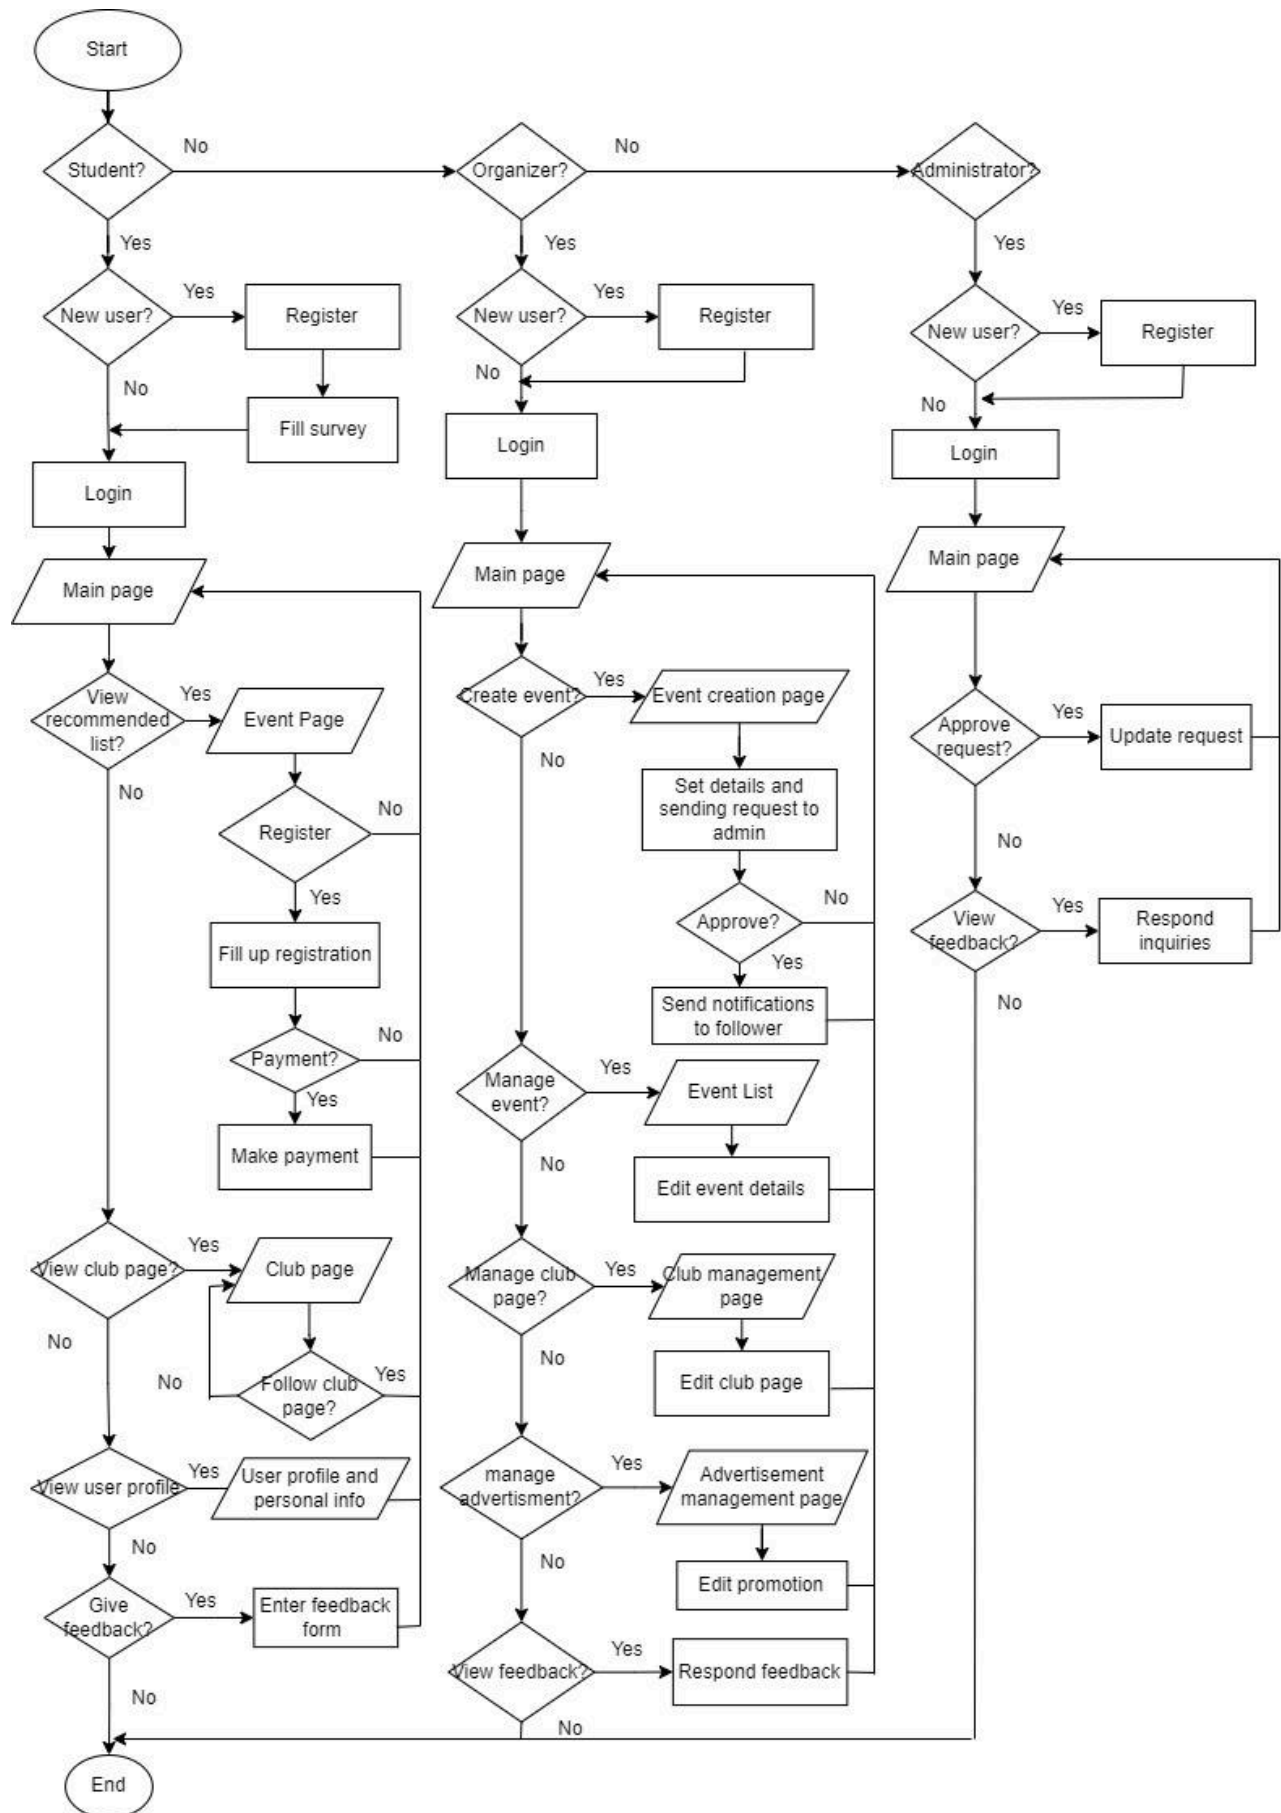 Start
Student?
No
Organizer?
No
Administrator?
Yes
Yes
Yes
New user?
Yes
Register
New user?
Yes
Register
New user?
Yes
Register
No
Fill survey
No
Login
No
Login
Login
Main page
Main page
Main page
View
recommended
list?
Yes
Event Page
No
Register
No
Yes
Fill up registration
Payment?
No
Yes
Make payment
View club page?
Yes
Club page
No
Follow club
page?
Yes
No
View user profile
Yes
User profile and
personal info
No
Give
feedback?
Yes
Enter feedback
form
No
End
Create event?
Yes
Event creation page
No
Set details and
sending request to
admin
Approve?
No
Yes
Send notifications
to follower
Manage
event?
Yes
Event List
No
Edit event details
Manage club
page?
Yes
Club management
page
No
Edit club page
manage
advertisment?
Yes
Advertisement
management page
No
Edit promotion
View feedback?
Yes
Respond feedback
No
Approve
request?
Yes
Update request
No
View
feedback?
Yes
Respond
inquiries
No